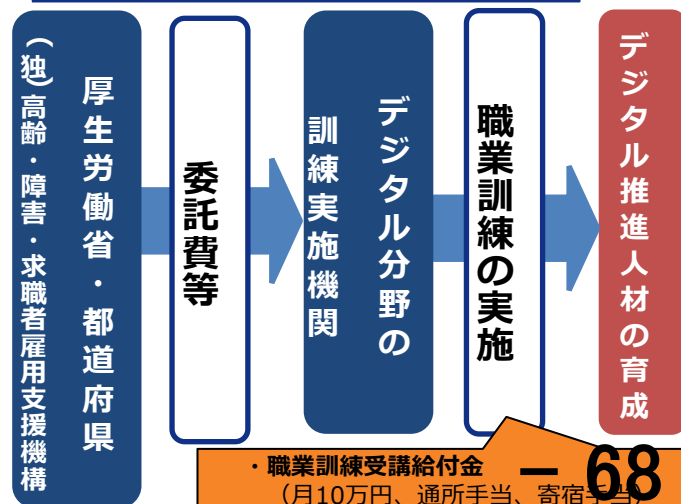 厚生労働省・都道府県
(独)高齢・障害・求職者雇用支援機構
委託費等
デジタル分野の
訓練実施機関
職業訓練の実施
デジタル推進人材の育成
・職業訓練受講給付金
（月10万円、通所手当、寄宿手当）
－ 68